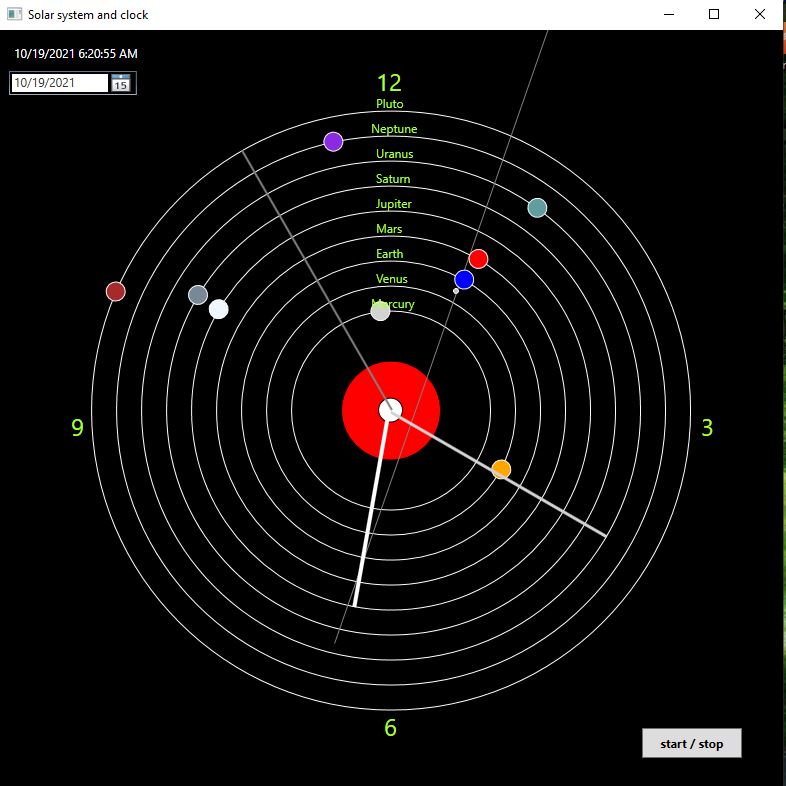 Solar system and clock
10/19/2021 6:20:55 AM
10/19/2021
15
12
Pluto
Neptune
Uranus
Saturn
Jupiter
Mars
Earth
Venus
Mercury
9
3
6
start / stop